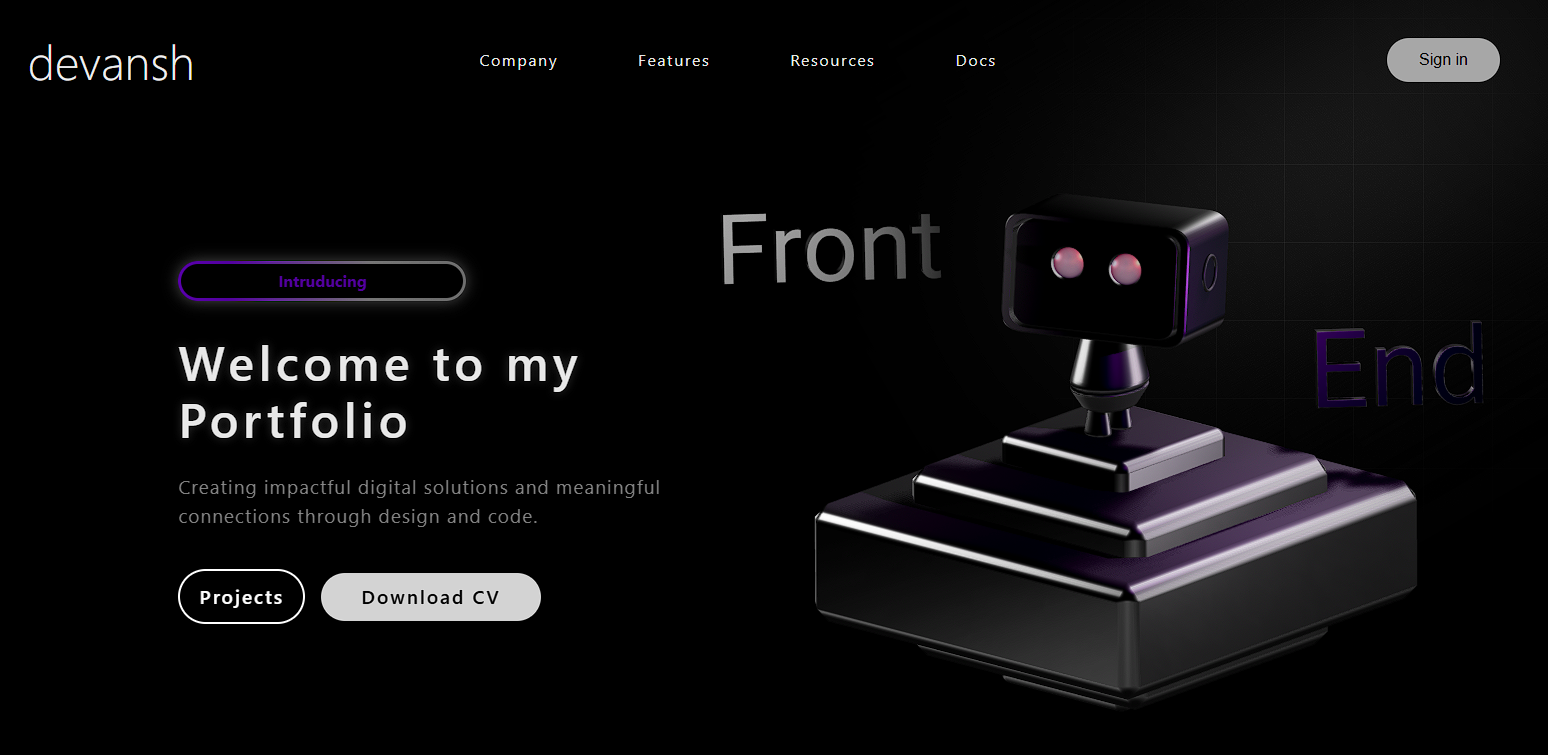 devansh
Company Features Resources Docs
Sign in
Front
Intruducing
End
Welcome to my
Portfolio
Creating impactful digital solutions and meaningful
connections through design and code.
Projects
Download CV